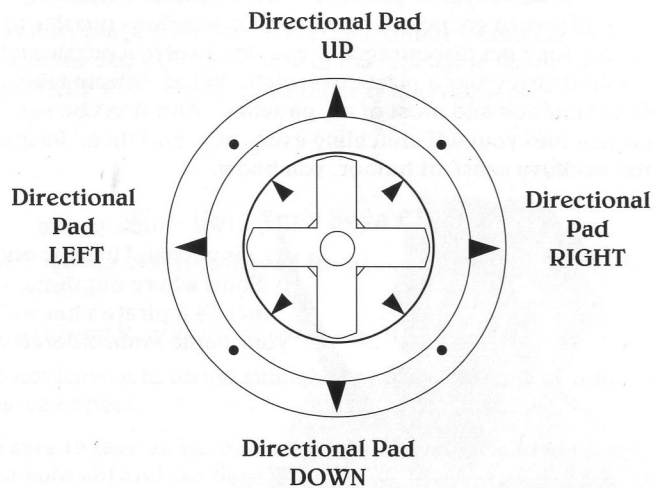 Directional Pad
UP
Directional
Pad
LEFT
Directional
Pad
RIGHT
Directional Pad
DOWN